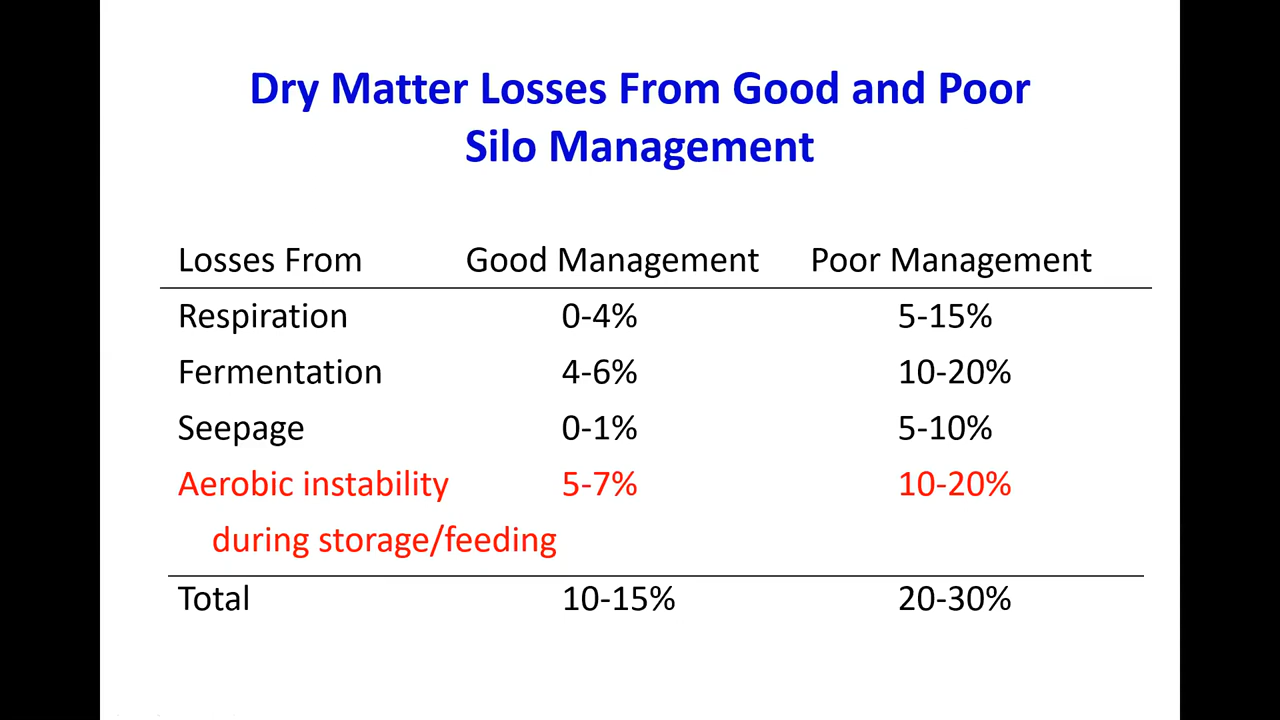 Dry Matter Losses From Good and Poor
Silo Management
Losses From Good Management Poor Management
Respiration 0-4% 5-15%
Fermentation 4-6% 10-20%
Seepage 0-1% 5-10%
Aerobic instability 5-7% 10-20%
during storage/feeding
Total 10-15% 20-30%